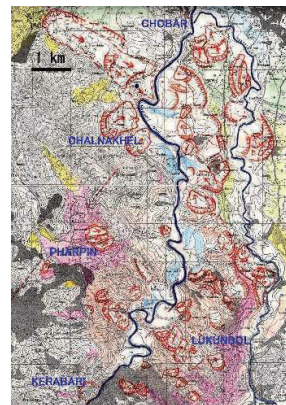 CHOBAR
1 km
DHALNAKHEL
PHARPIN
LUKUNDOL
KERABARI